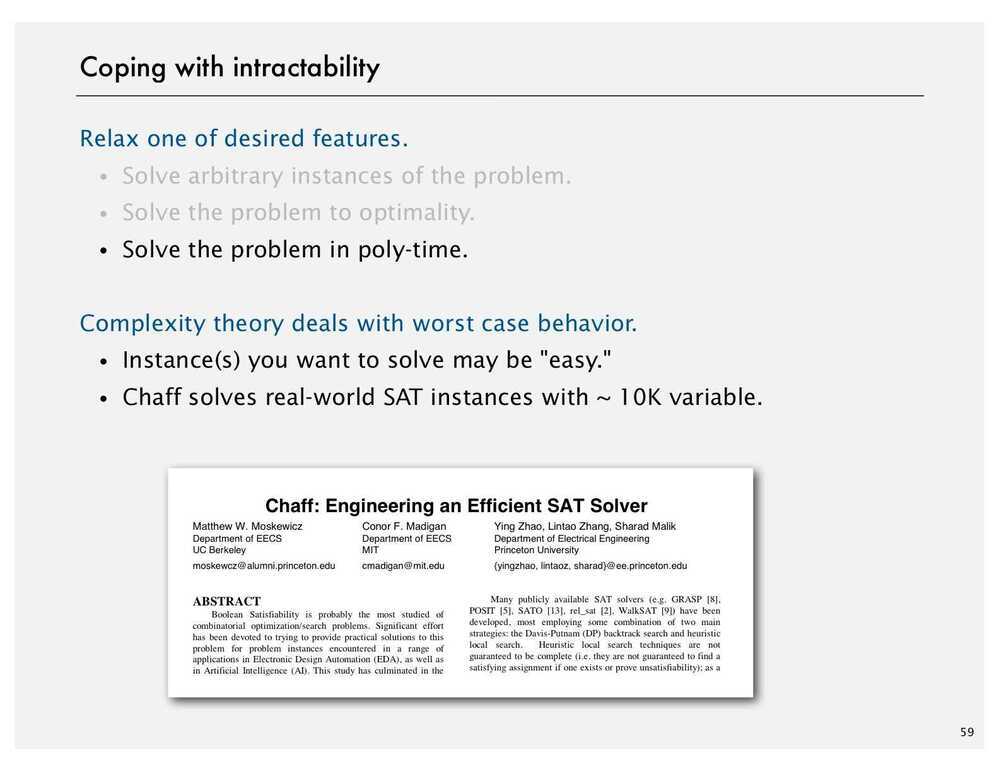 Coping with intractability
Relax one of desired features.
• Solve arbitrary instances of the problem.
• Solve the problem to optimality.
• Solve the problem in poly-time.
Complexity theory deals with worst case behavior.
• Instance(s) you want to solve may be "easy."
• Chaff solves real-world SAT instances with ~ 10K variable.
Chaff: Engineering an Efficient SAT Solver
Matthew W. Moskewicz
Department of EECS
UC Berkeley
moskewcz@alumni.princeton.edu
Conor F. Madigan
Department of EECS
MIT
cmadigan@mit.edu
Ying Zhao, Lintao Zhang, Sharad Malik
Department of Electrical Engineering
Princeton University
{yingzhao, lintaoz, sharad}@ee.princeton.edu
ABSTRACT
Boolean Satisfiability is probably the most studied of
combinatorial optimization/search problems. Significant effort
has been devoted to trying to provide practical solutions to this
problem for problem instances encountered in a range of
applications in Electronic Design Automation (EDA), as well as
in Artificial Intelligence (AI). This study has culminated in the
Many publicly available SAT solvers (e.g. GRASP [8],
POSIT [5], SATO [13], rel_sat [2], WalkSAT [9]) have been
developed, most employing some combination of two main
strategies: the Davis-Putnam (DP) backtrack search and heuristic
local search. Heuristic local search techniques are not
guaranteed to be complete (i.e. they are not guaranteed to find a
satisfying assignment if one exists or prove unsatisfiability); as a
59